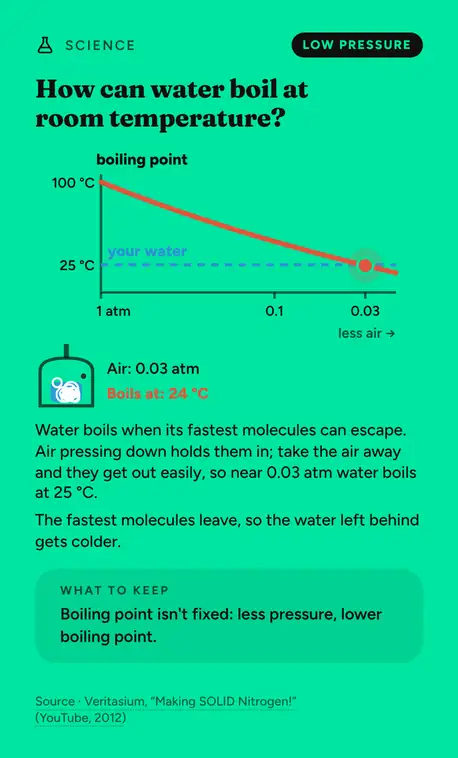 SCIENCE
LOW PRESSURE
How can water boil at
room temperature?
boiling point
100 °C
your water
25 °C
1 atm
0.1
0.03
less air →
Air: 0.03 atm
Boils at: 24 °C
Water boils when its fastest molecules can escape.
Air pressing down holds them in; take the air away
and they get out easily, so near 0.03 atm water boils
at 25 °C.
The fastest molecules leave, so the water left behind
gets colder.
WHAT TO KEEP
Boiling point isn't fixed: less pressure, lower
boiling point.
Source · Veritasium, “Making SOLID Nitrogen!”
(YouTube, 2012)